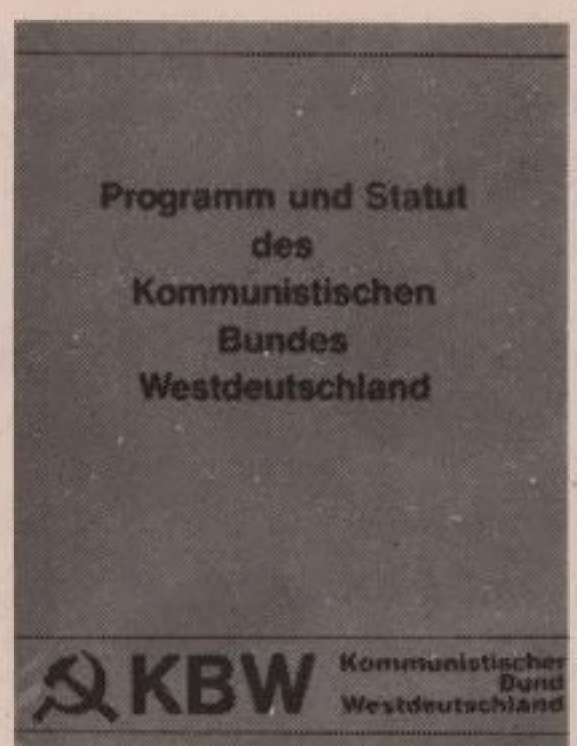 Programm und Statut
des
Kommunistischen
Bundes
Westdeutschland
KBW
Kommunistischer
Bund
Westdeutschland